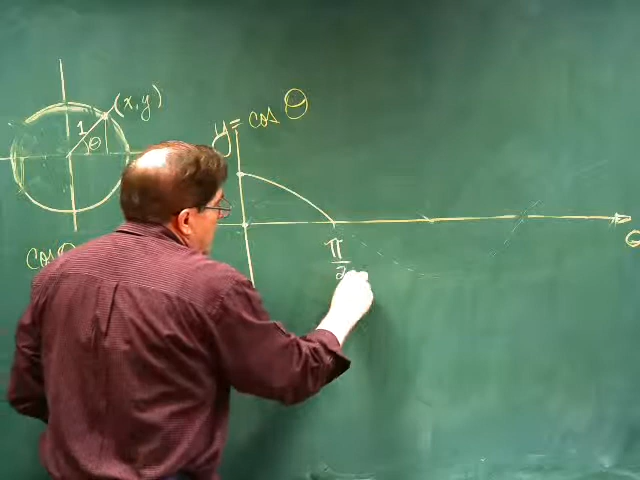 (x,y)
1
θ
y = cos θ
cos θ
π/2
θ